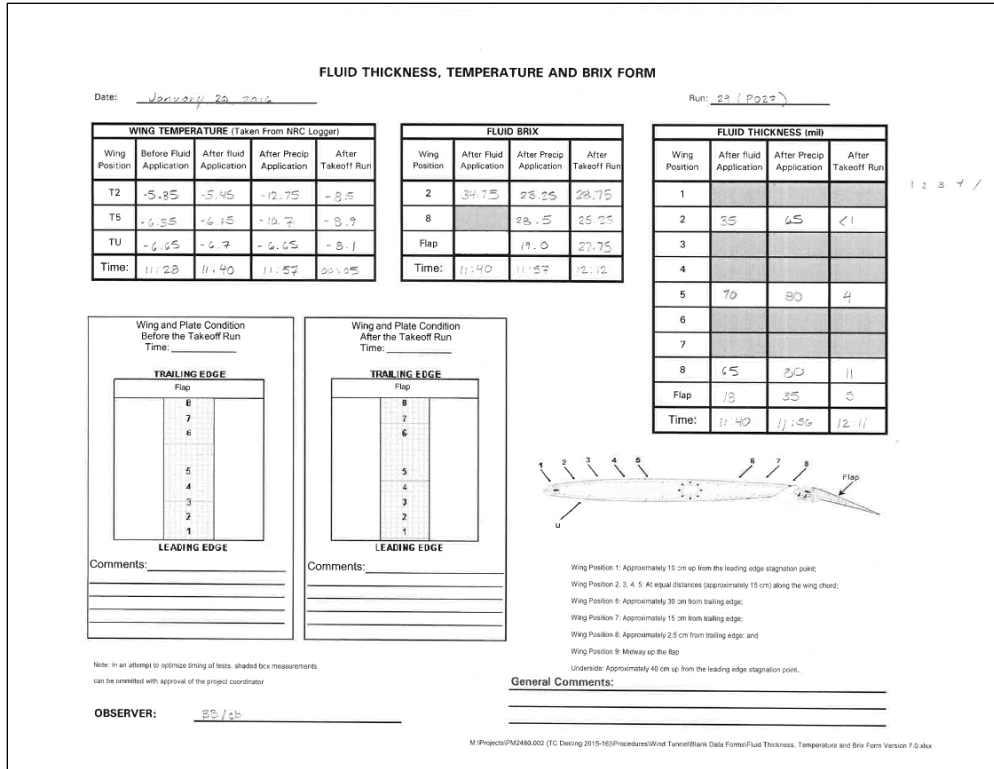 FLUID THICKNESS, TEMPERATURE AND BRIX FORM
Date: January 22, 2016
Run: 29 (P027)
WING TEMPERATURE (Taken From NRC Logger)
Wing Position Before Fluid Application After fluid Application After Precip Application After Takeoff Run
T2 -5.85 -5.45 -12.75 -8.5
T5 -6.35 -6.15 -10.7 -8.9
TU -6.65 -6.7 -6.65 -8.1
Time: 11:28 11:40 11:57 00:05
FLUID BRIX
Wing Position After Fluid Application After Precip Application After Takeoff Run
2 34.75 23.25 28.75
8 28.5 25.25
Flap 19.0 27.75
Time: 11:40 11:57 12:12
FLUID THICKNESS (mil)
Wing Position After fluid Application After Precip Application After Takeoff Run
1
2 35 65 <1
3
4
5 70 80 4
6
7
8 65 80 11
Flap 18 35 5
Time: 11:40 11:56 12:11
1 2 3 4 /
Wing and Plate Condition
Before the Takeoff Run
Time:
TRAILING EDGE
Flap
8
7
6
5
4
3
2
1
LEADING EDGE
Comments:
Wing and Plate Condition
After the Takeoff Run
Time:
TRAILING EDGE
Flap
8
7
6
5
4
3
2
1
LEADING EDGE
Comments:
1 2 3 4 5 6 7 8
Flap
U
Wing Position 1: Approximately 10 cm up from the leading edge stagnation point;
Wing Position 2, 3, 4, 5: At equal distances (approximately 15 cm) along the wing chord;
Wing Position 6: Approximately 30 cm from trailing edge;
Wing Position 7: Approximately 15 cm from trailing edge;
Wing Position 8: Approximately 2.5 cm from trailing edge; and
Wing Position 9: Midway up the flap
Underside: Approximately 40 cm up from the leading edge stagnation point.
Note: In an attempt to optimize timing of tests, shaded box measurements
can be ommitted with approval of the project coordinator
General Comments:
OBSERVER:
M:\Projects\PM2480.002 (TC Deicing 2015-16)\Procedures\Wind Tunnel\Blank Data Forms\Fluid Thickness, Temperature and Brix Form Version 7.0.xlsx